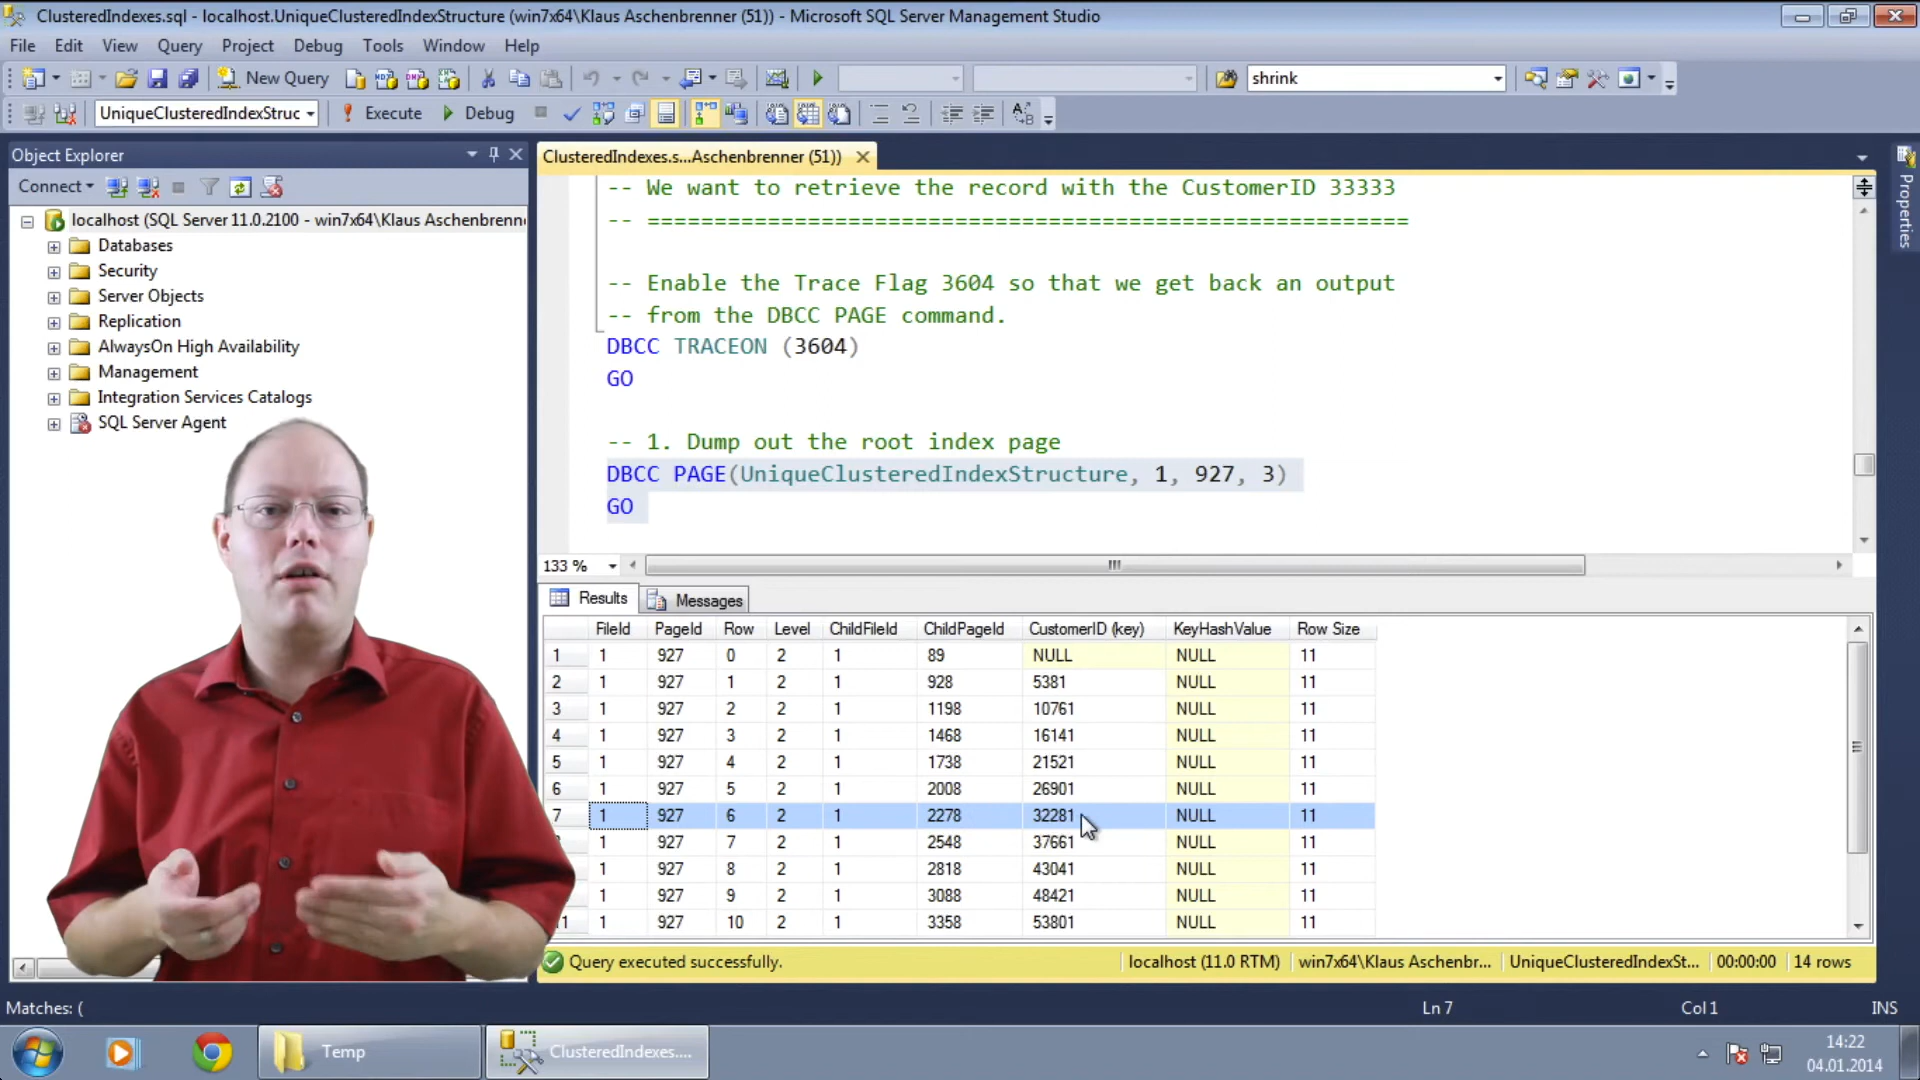 ClusteredIndexes.sql - localhost.UniqueClusteredIndexStructure (win7x64\Klaus Aschenbrenner (51)) - Microsoft SQL Server Management Studio
File Edit View Query Project Debug Tools Window Help
New Query shrink
UniqueClusteredIndexStruc Execute Debug
Object Explorer
Connect
localhost (SQL Server 11.0.2100 - win7x64\Klaus Aschenbrenne
Databases
Security
Server Objects
Replication
AlwaysOn High Availability
Management
Integration Services Catalogs
SQL Server Agent
ClusteredIndexes.s...Aschenbrenner (51))
Properties
-- We want to retrieve the record with the CustomerID 33333
-- =========================================================
-- Enable the Trace Flag 3604 so that we get back an output
-- from the DBCC PAGE command.
DBCC TRACEON (3604)
GO
-- 1. Dump out the root index page
DBCC PAGE(UniqueClusteredIndexStructure, 1, 927, 3)
GO
133 %
Results Messages
FileId PageId Row Level ChildFileId ChildPageId CustomerID (key) KeyHashValue Row Size
1 1 927 0 2 1 89 NULL NULL 11
2 1 927 1 2 1 928 5381 NULL 11
3 1 927 2 2 1 1198 10761 NULL 11
4 1 927 3 2 1 1468 16141 NULL 11
5 1 927 4 2 1 1738 21521 NULL 11
6 1 927 5 2 1 2008 26901 NULL 11
7 1 927 6 2 1 2278 32281 NULL 11
1 927 7 2 1 2548 37661 NULL 11
1 927 8 2 1 2818 43041 NULL 11
1 927 9 2 1 3088 48421 NULL 11
1 1 927 10 2 1 3358 53801 NULL 11
Query executed successfully. localhost (11.0 RTM) win7x64\Klaus Aschenbr... UniqueClusteredIndexSt... 00:00:00 14 rows
Matches: ( Ln 7 Col 1 INS
Temp ClusteredIndexes.... 14:22
04.01.2014